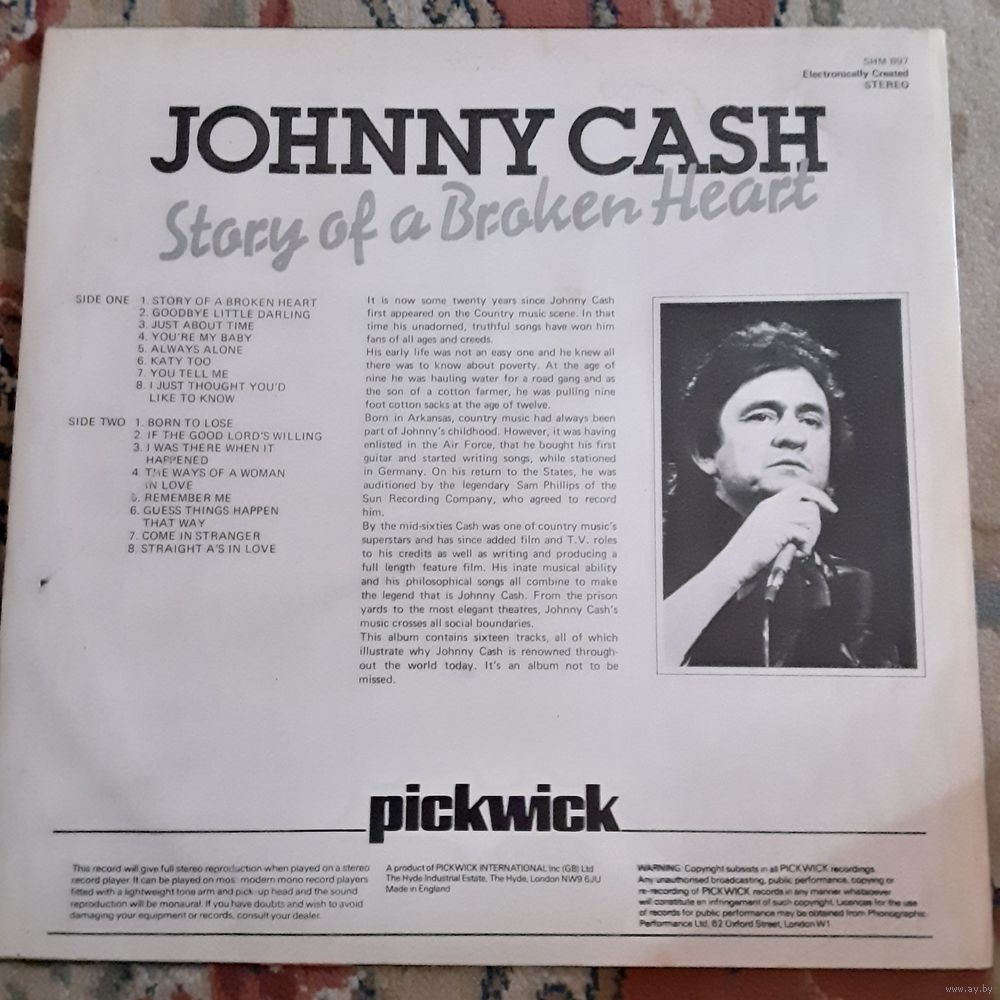 SHM 897
Electronically Created
STEREO
JOHNNY CASH
Story of a Broken Heart
SIDE ONE 1. STORY OF A BROKEN HEART
2. GOODBYE LITTLE DARLING
3. JUST ABOUT TIME
4. YOU'RE MY BABY
5. ALWAYS ALONE
6. KATY TOO
7. YOU TELL ME
8. I JUST THOUGHT YOU'D
LIKE TO KNOW
SIDE TWO 1. BORN TO LOSE
2. IF THE GOOD LORD'S WILLING
3. I WAS THERE WHEN IT
HAPPENED
4. THE WAYS OF A WOMAN
IN LOVE
5. REMEMBER ME
6. GUESS THINGS HAPPEN
THAT WAY
7. COME IN STRANGER
8. STRAIGHT A'S IN LOVE
It is now some twenty years since Johnny Cash
first appeared on the Country music scene. In that
time his unadorned, truthful songs have won him
fans of all ages and creeds.
His early life was not an easy one and he knew all
there was to know about poverty. At the age of
nine he was hauling water for a road gang and as
the son of a cotton farmer, he was pulling nine
foot cotton sacks at the age of twelve.
Born in Arkansas, country music had always been
part of Johnny's childhood. However, it was having
enlisted in the Air Force, that he bought his first
guitar and started writing songs, while stationed
in Germany. On his return to the States, he was
auditioned by the legendary Sam Phillips of the
Sun Recording Company, who agreed to record
him.
By the mid-sixties Cash was one of country music's
superstars and has since added film and T.V. roles
to his credits as well as writing and producing a
full length feature film. His inate musical ability
and his philosophical songs all combine to make
the legend that is Johnny Cash. From the prison
yards to the most elegant theatres, Johnny Cash's
music crosses all social boundaries.
This album contains sixteen tracks, all of which
illustrate why Johnny Cash is renowned through-
out the world today. It's an album not to be
missed.
pickwick
This record will give full stereo reproduction when played on a stereo
record player. It can be played on most modern mono record players
fitted with a lightweight tone arm and pick-up head and the sound
reproduction will be monaural. If you have doubts and wish to avoid
damaging your equipment or records, consult your dealer.
A product of PICKWICK INTERNATIONAL Inc (GB) Ltd
The Hyde Industrial Estate, The Hyde, London NW9 6JU
Made in England
WARNING: Copyright subsists in all PICKWICK recordings.
Any unauthorised broadcasting, public performance, copying or
re-recording of PICKWICK records in any manner whatsoever
will constitute an infringement of such copyright. Licences for the use
of records for public performance may be obtained from Phonographic
Performance Ltd, 62 Oxford Street, London W1
www.ay.by